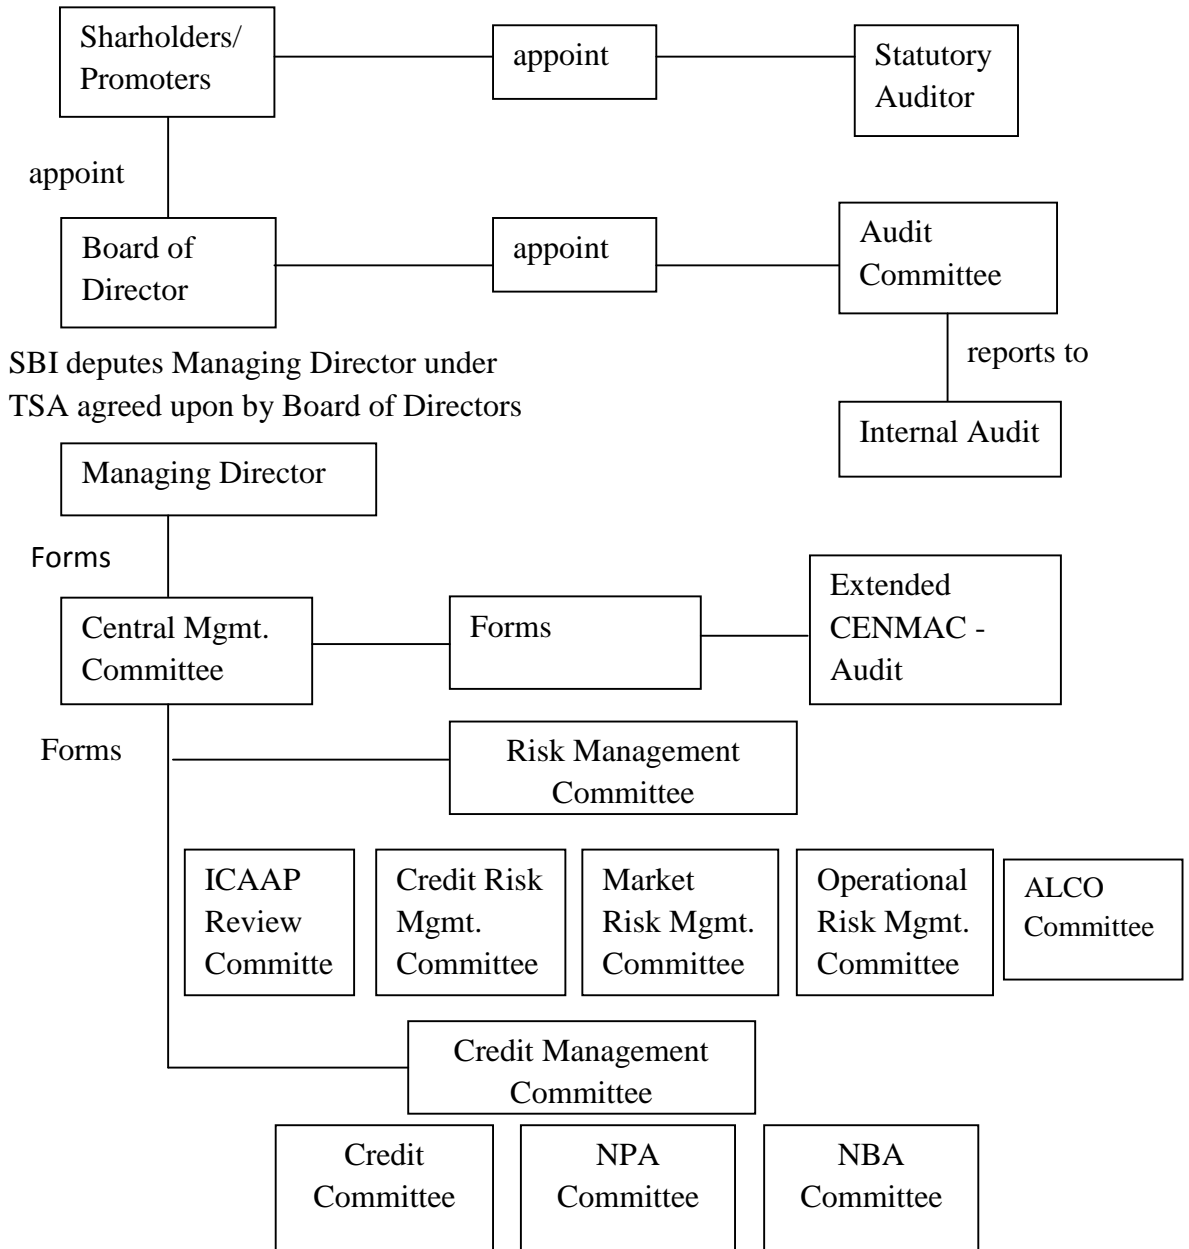 Sharholders/
Promoters
appoint
Statutory
Auditor
appoint
Board of
Director
appoint
Audit
Committee
SBI deputes Managing Director under
TSA agreed upon by Board of Directors
reports to
Internal Audit
Managing Director
Forms
Central Mgmt.
Committee
Forms
Extended
CENMAC -
Audit
Forms
Risk Management
Committee
ICAAP
Review
Committe
Credit Risk
Mgmt.
Committee
Market
Risk Mgmt.
Committee
Operational
Risk Mgmt.
Committee
ALCO
Committee
Credit Management
Committee
Credit
Committee
NPA
Committee
NBA
Committee